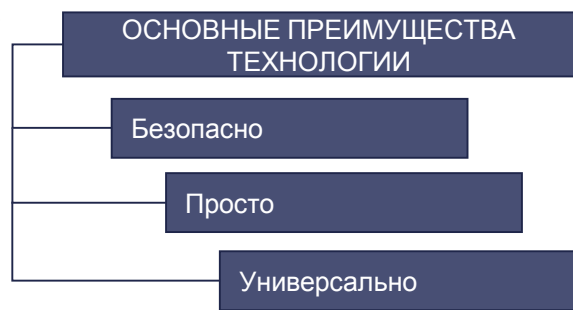 ОСНОВНЫЕ ПРЕИМУЩЕСТВА
ТЕХНОЛОГИИ
Безопасно
Просто
Универсально